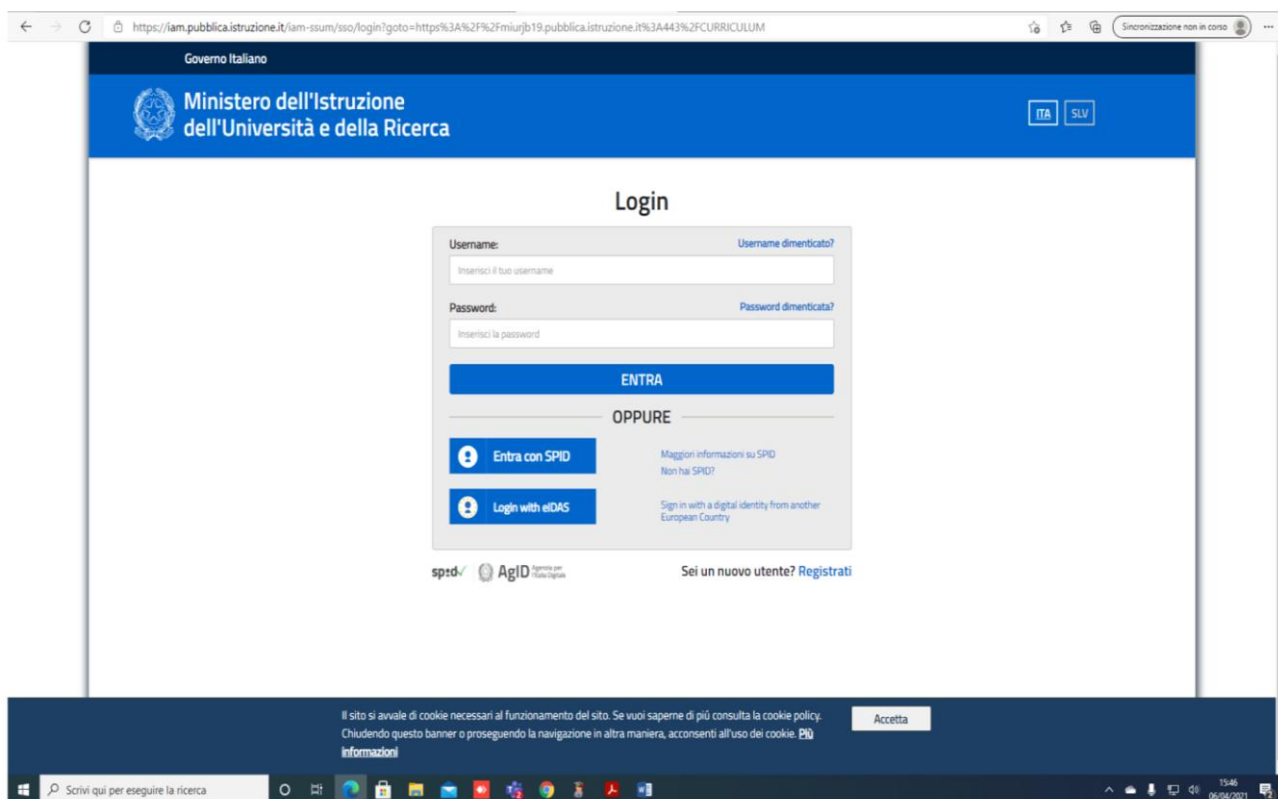 https://iam.pubblica.istruzione.it/iam-ssum/sso/login?goto=https%3A%2F%2Fmiurjb19.pubblica.istruzione.it%3A443%2FCURRICULUM
Sincronizzazione non in corso
Governo Italiano
Ministero dell'Istruzione
dell'Università e della Ricerca
ITA SLV
Login
Username: Username dimenticato?
Inserisci il tuo username
Password: Password dimenticata?
Inserisci la password
ENTRA
OPPURE
Entra con SPID
Maggiori informazioni su SPID
Non hai SPID?
Login with eIDAS
Sign in with a digital identity from another
European Country
spid AgID Agenzia per
l'Italia Digitale
Sei un nuovo utente? Registrati
Il sito si avvale di cookie necessari al funzionamento del sito. Se vuoi saperne di piú consulta la cookie policy.
Chiudendo questo banner o proseguendo la navigazione in altra maniera, acconsenti all'uso dei cookie. Più
informazioni
Accetta
Scrivi qui per eseguire la ricerca
15:46
06/04/2021